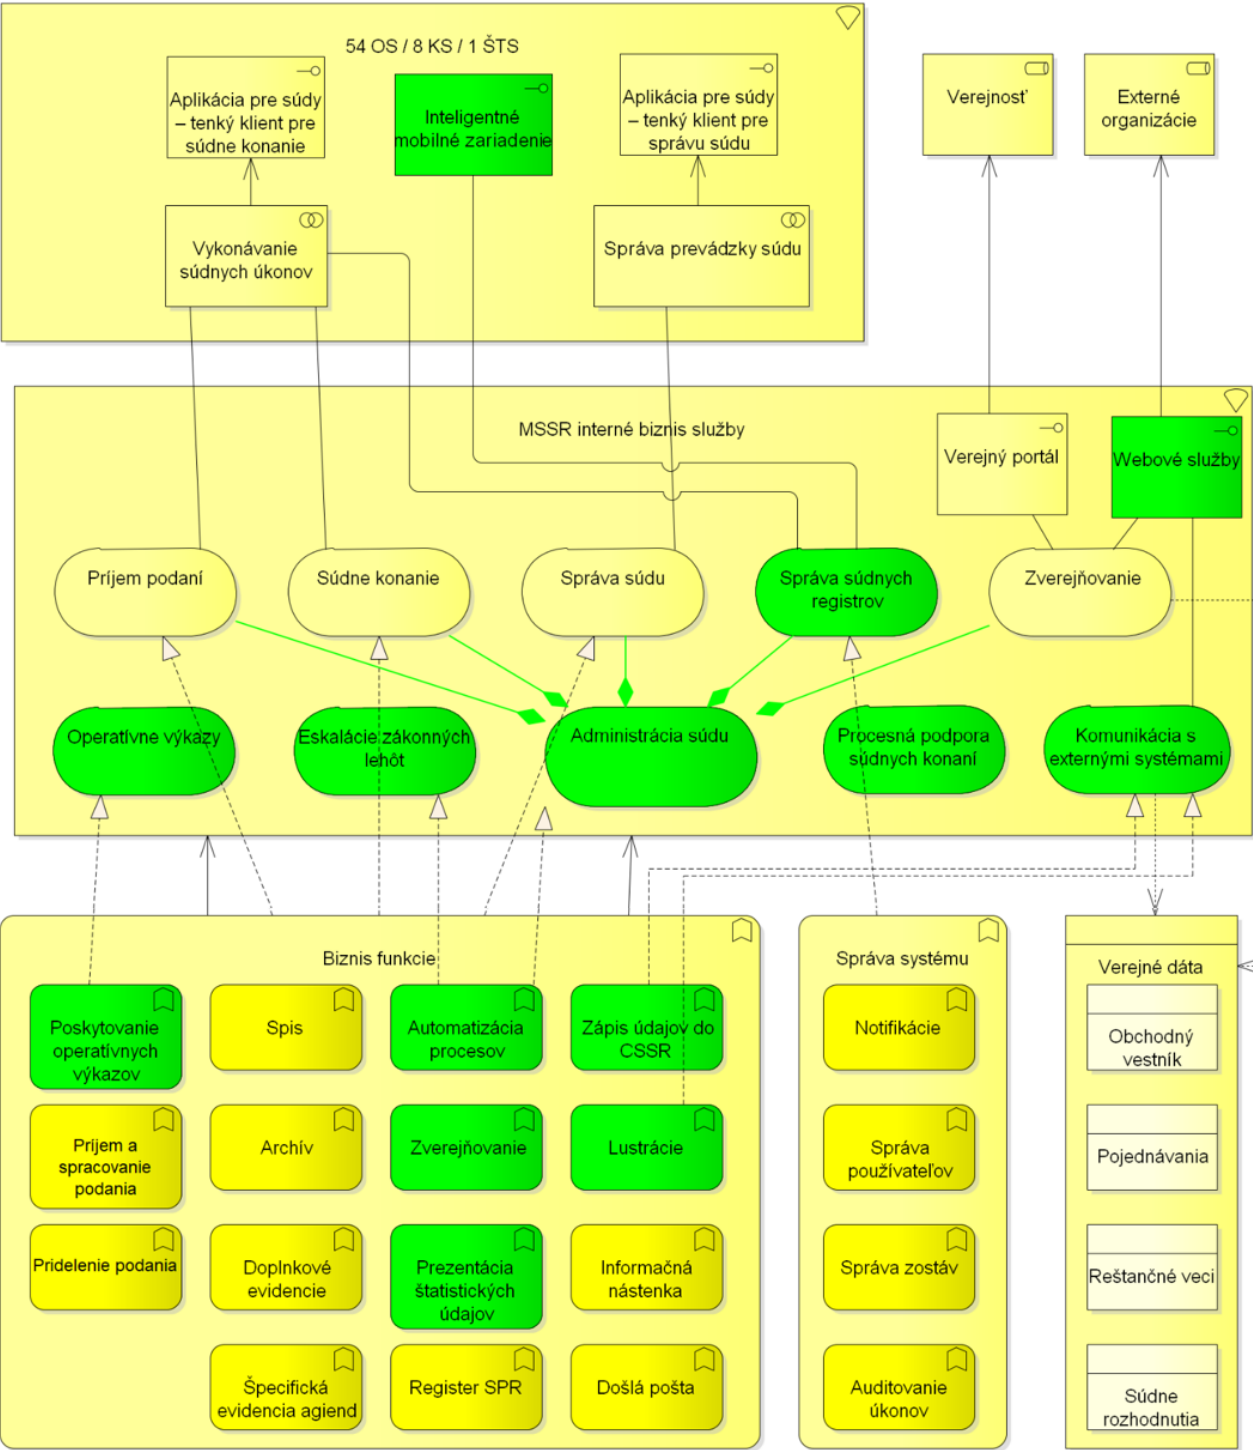 54 OS / 8 KS / 1 ŠTS
Aplikácia pre súdy
– tenký klient pre
súdne konanie
Inteligentné
mobilné zariadenie
Aplikácia pre súdy
– tenký klient pre
správu súdu
Verejnosť
Externé
organizácie
Vykonávanie
súdnych úkonov
Správa prevádzky súdu
MSSR interné biznis služby
Verejný portál
Webové služby
Príjem podaní
Súdne konanie
Správa súdu
Správa súdnych
registrov
Zverejňovanie
Operatívne výkazy
Eskalácie zákonných
lehôt
Administrácia súdu
Procesná podpora
súdnych konaní
Komunikácia s
externými systémami
Biznis funkcie
Poskytovanie
operatívnych
výkazov
Spis
Automatizácia
procesov
Zápis údajov do
CSSR
Príjem a
spracovanie
podania
Archív
Zverejňovanie
Lustrácie
Pridelenie podania
Doplnkové
evidencie
Prezentácia
štatistických
údajov
Informačná
nástenka
Špecifická
evidencia agiend
Register SPR
Došlá pošta
Správa systému
Notifikácie
Správa
používateľov
Správa zostáv
Auditovanie
úkonov
Verejné dáta
Obchodný
vestník
Pojednávania
Reštančné veci
Súdne
rozhodnutia